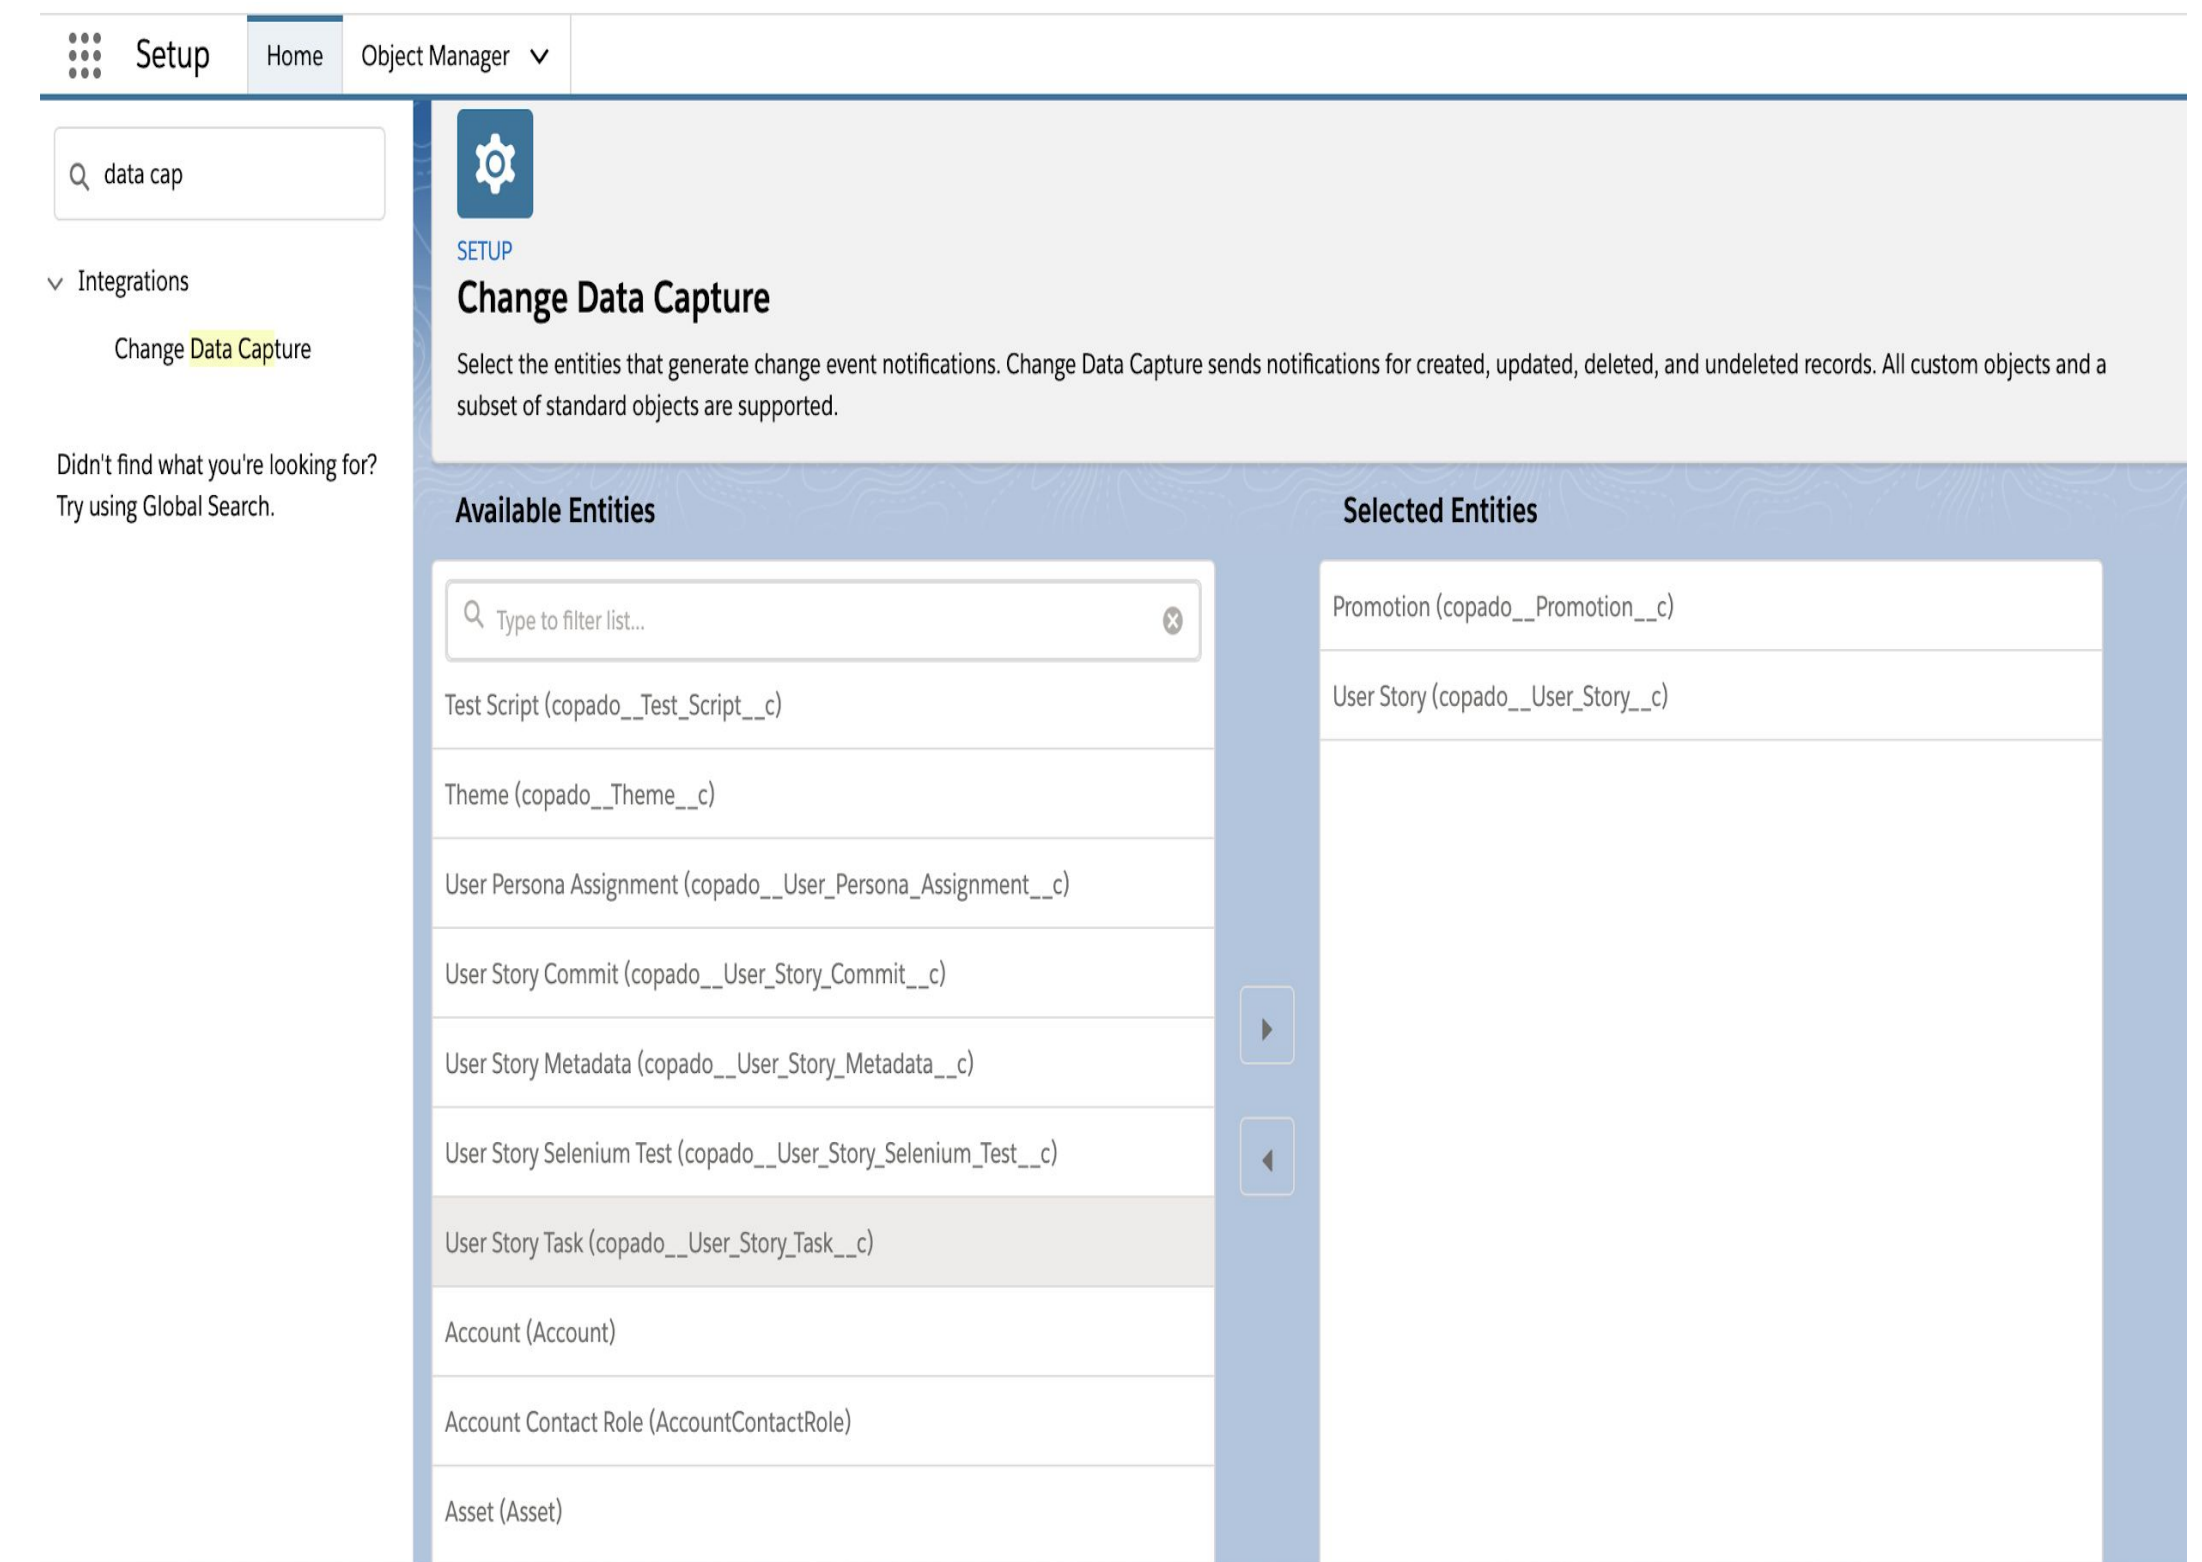 Setup
Home
Object Manager
data cap
Integrations
Change Data Capture
Didn't find what you're looking for?
Try using Global Search.
SETUP
Change Data Capture
Select the entities that generate change event notifications. Change Data Capture sends notifications for created, updated, deleted, and undeleted records. All custom objects and a
subset of standard objects are supported.
Available Entities
Type to filter list...
Test Script (copado__Test_Script__c)
Theme (copado__Theme__c)
User Persona Assignment (copado__User_Persona_Assignment__c)
User Story Commit (copado__User_Story_Commit__c)
User Story Metadata (copado__User_Story_Metadata__c)
User Story Selenium Test (copado__User_Story_Selenium_Test__c)
User Story Task (copado__User_Story_Task__c)
Account (Account)
Account Contact Role (AccountContactRole)
Asset (Asset)
Selected Entities
Promotion (copado__Promotion__c)
User Story (copado__User_Story__c)